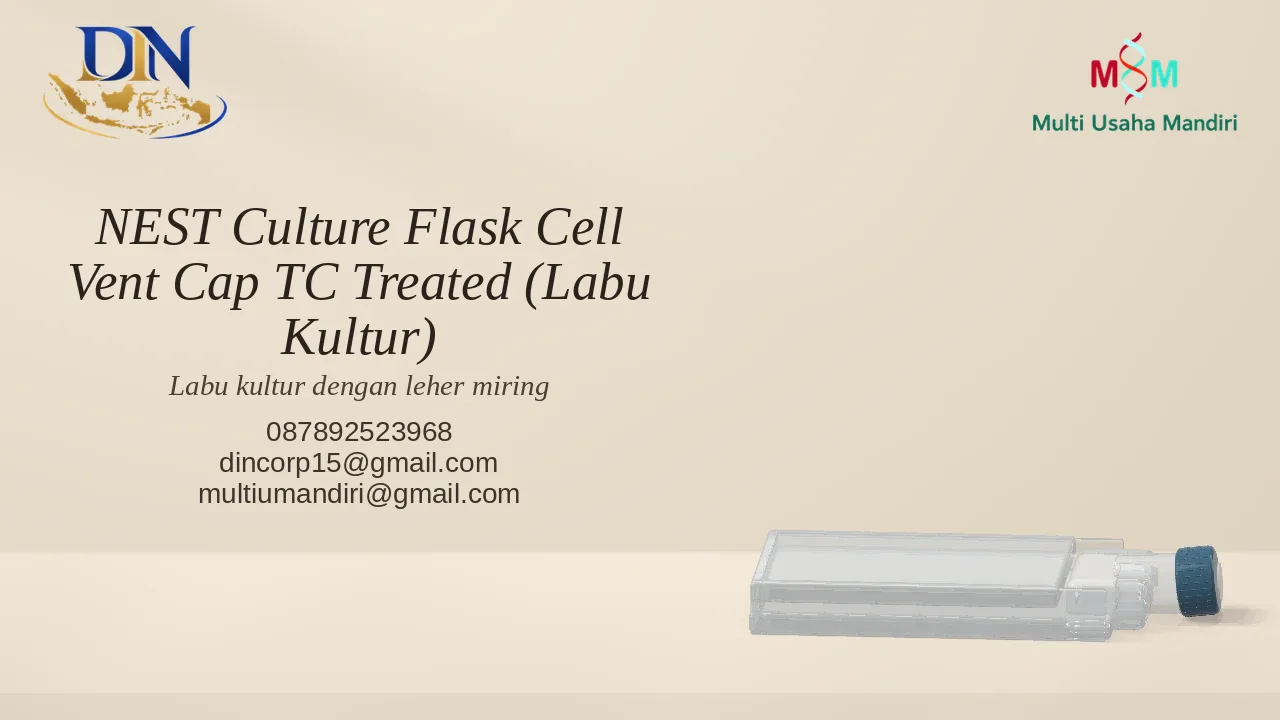 DIN
M M
Multi Usaha Mandiri
NEST Culture Flask Cell
Vent Cap TC Treated (Labu
Kultur)
Labu kultur dengan leher miring
087892523968
dincorp15@gmail.com
multiumandiri@gmail.com